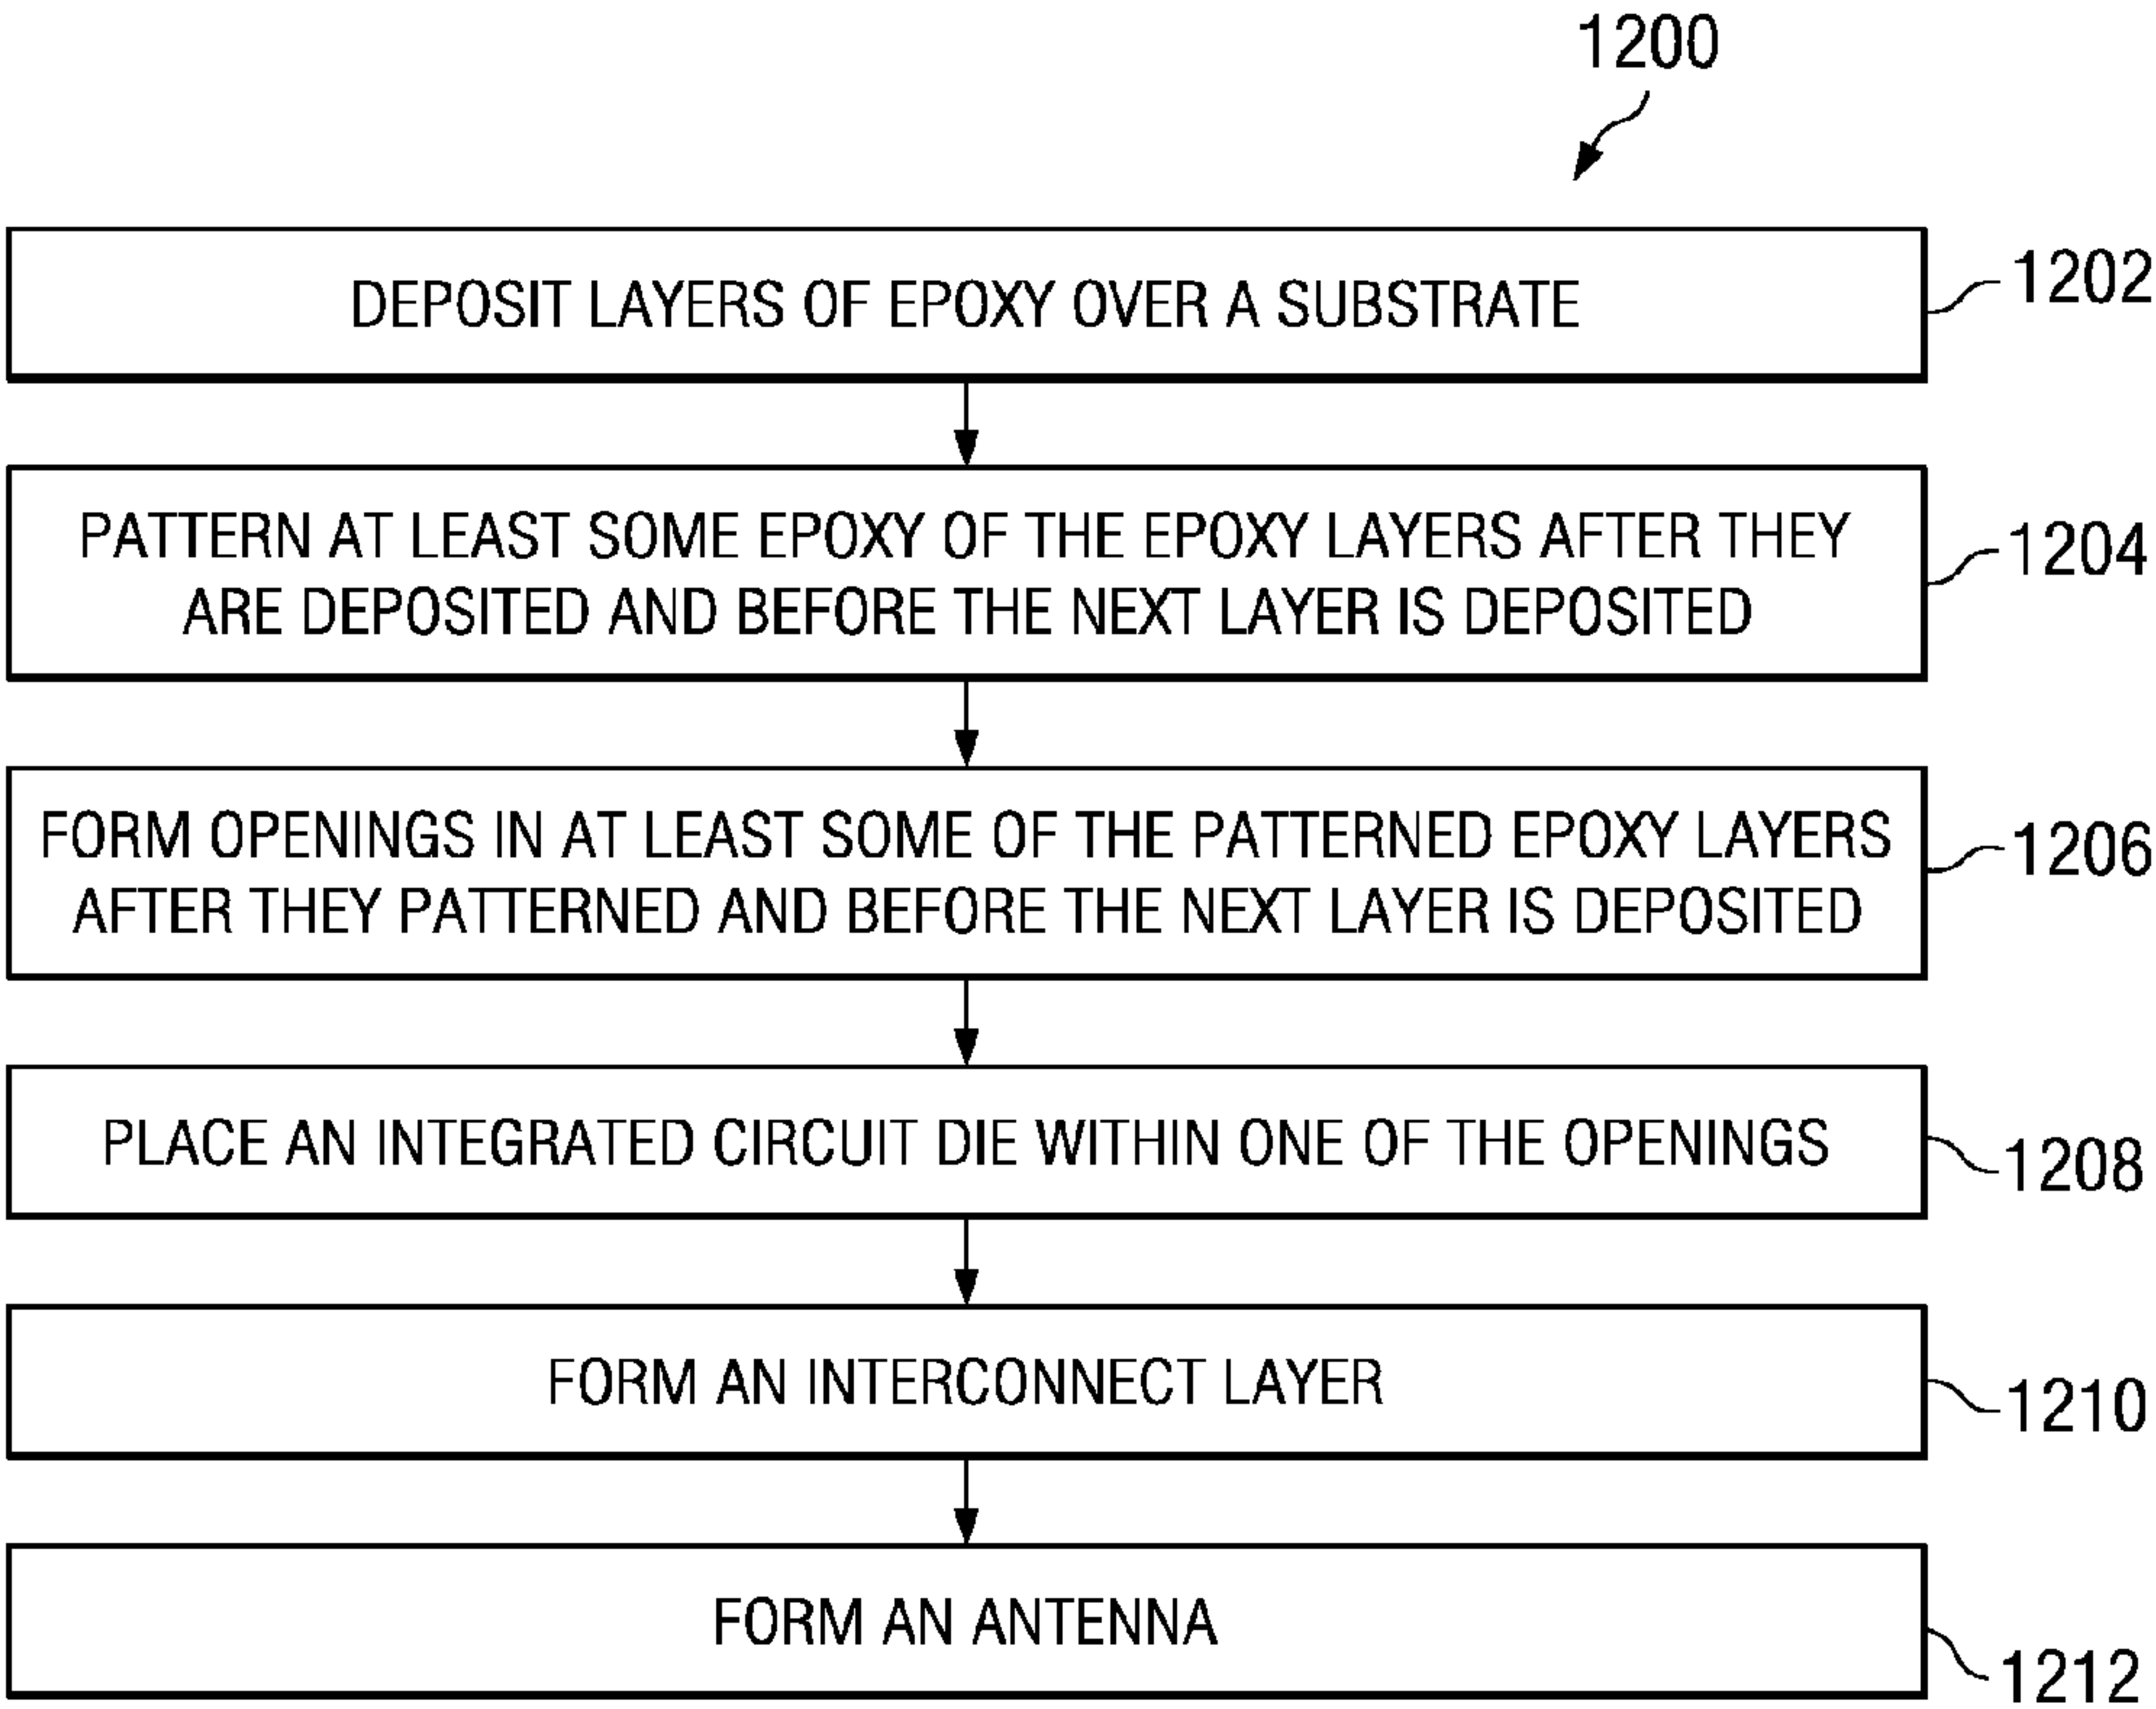 1200
DEPOSIT LAYERS OF EPOXY OVER A SUBSTRATE
1202
PATTERN AT LEAST SOME EPOXY OF THE EPOXY LAYERS AFTER THEY
ARE DEPOSITED AND BEFORE THE NEXT LAYER IS DEPOSITED
1204
FORM OPENINGS IN AT LEAST SOME OF THE PATTERNED EPOXY LAYERS
AFTER THEY PATTERNED AND BEFORE THE NEXT LAYER IS DEPOSITED
1206
PLACE AN INTEGRATED CIRCUIT DIE WITHIN ONE OF THE OPENINGS
1208
FORM AN INTERCONNECT LAYER
1210
FORM AN ANTENNA
1212